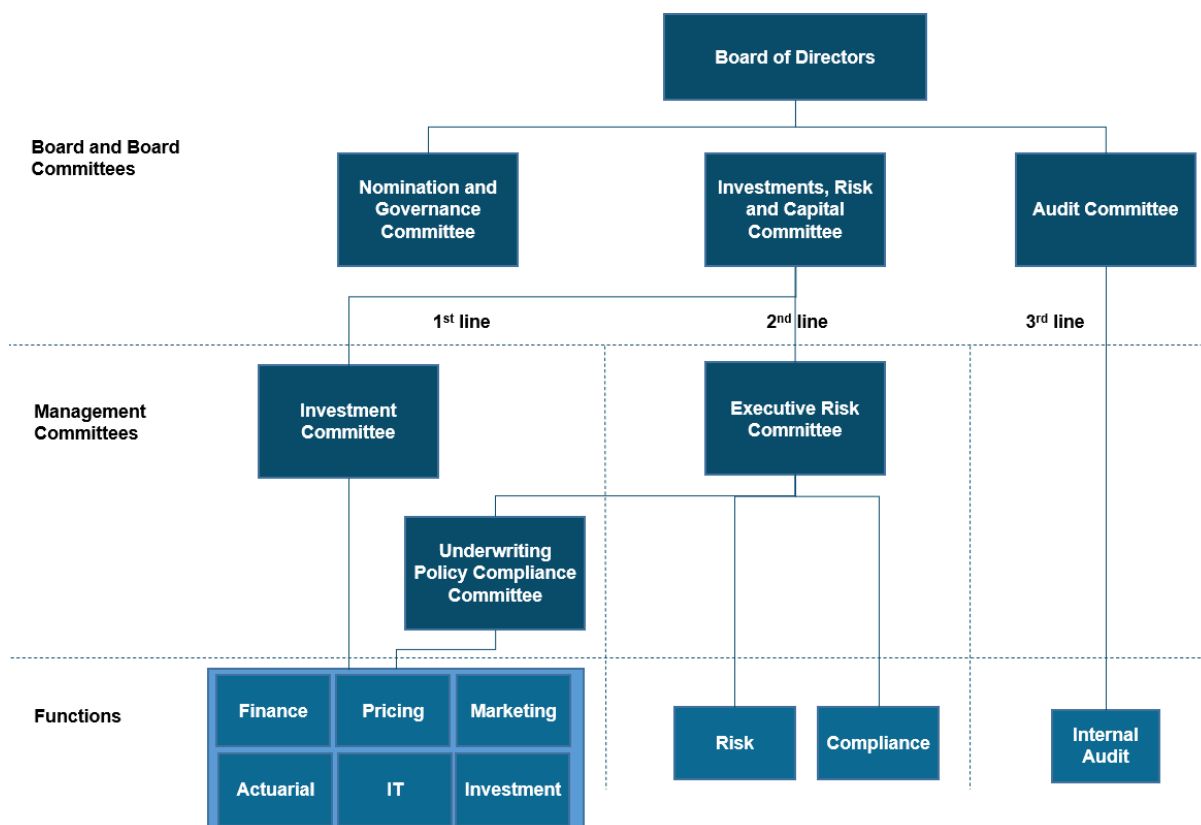 Board of Directors
Board and Board
Committees
Nomination and
Governance
Committee
Investments, Risk
and Capital
Committee
Audit Committee
1st line
2nd line
3rd line
Management
Committees
Investment
Committee
Executive Risk
Comrnittee
Underwriting
Policy Compliance
Committee
Functions
Finance
Pricing
Marketing
Risk
Compliance
Internal
Audit
Actuarial
IT
Investment